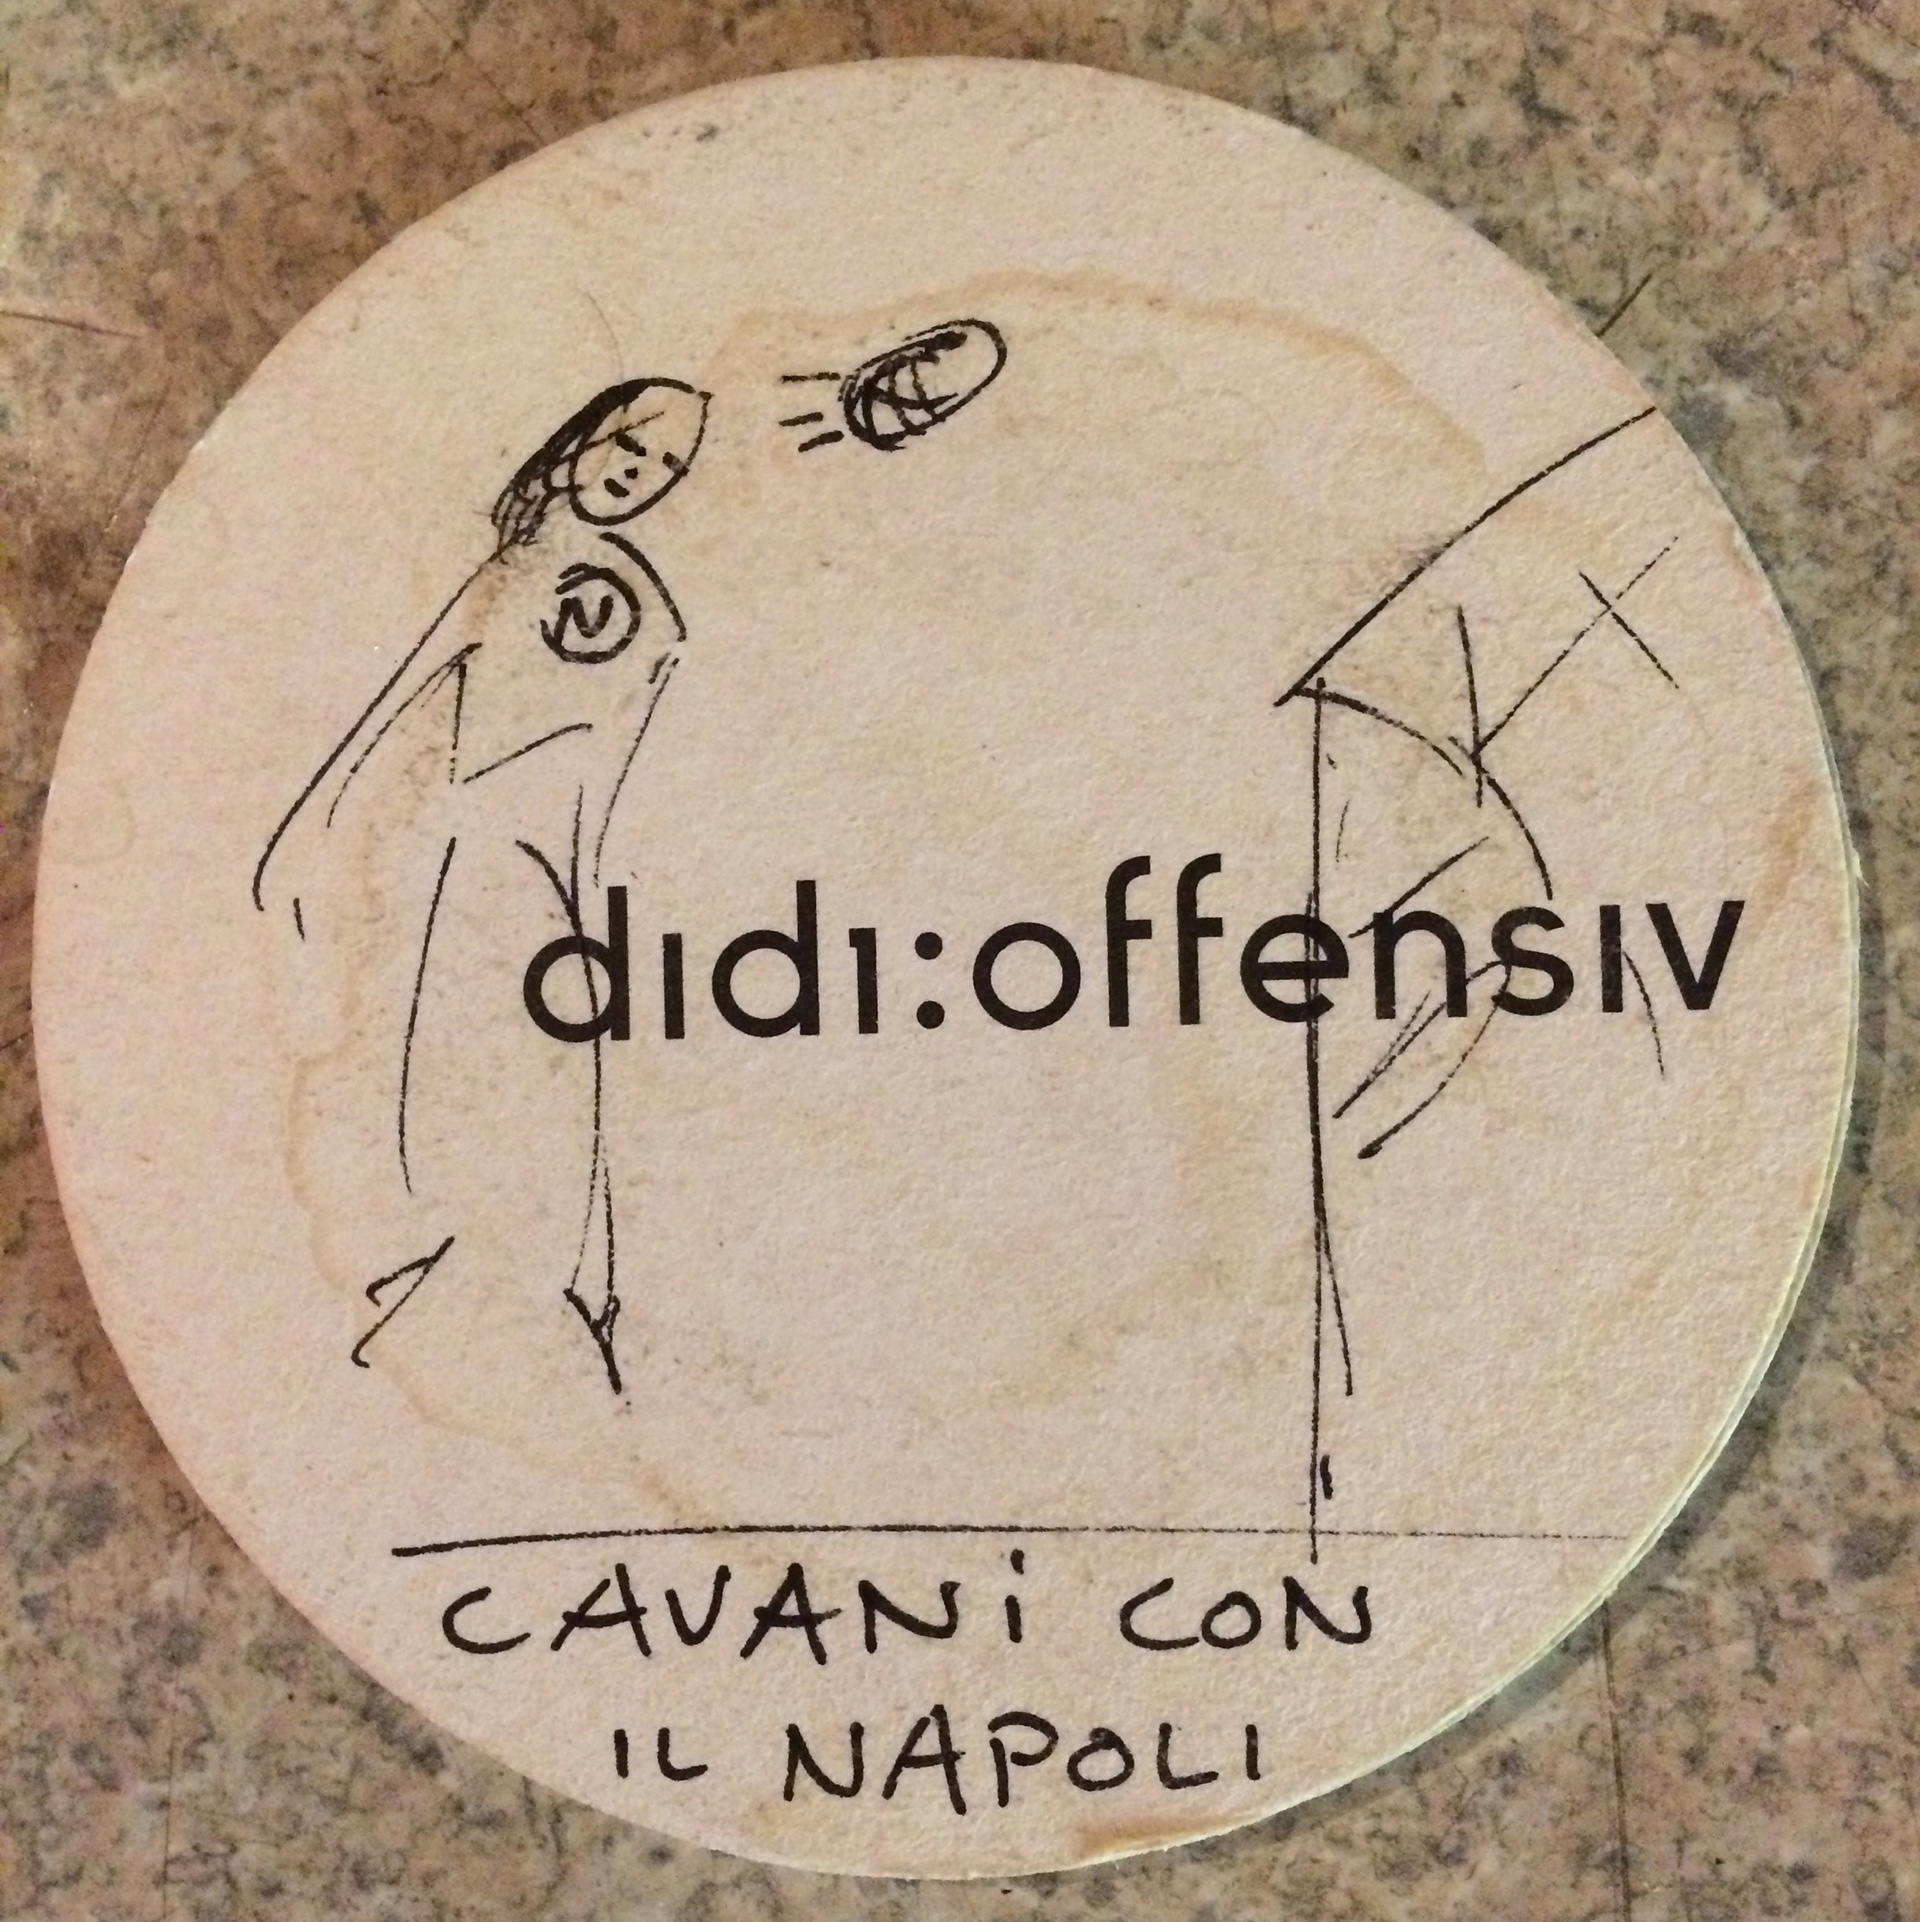 N
didi:offensiv
CAVANi CON
IL NAPOLI